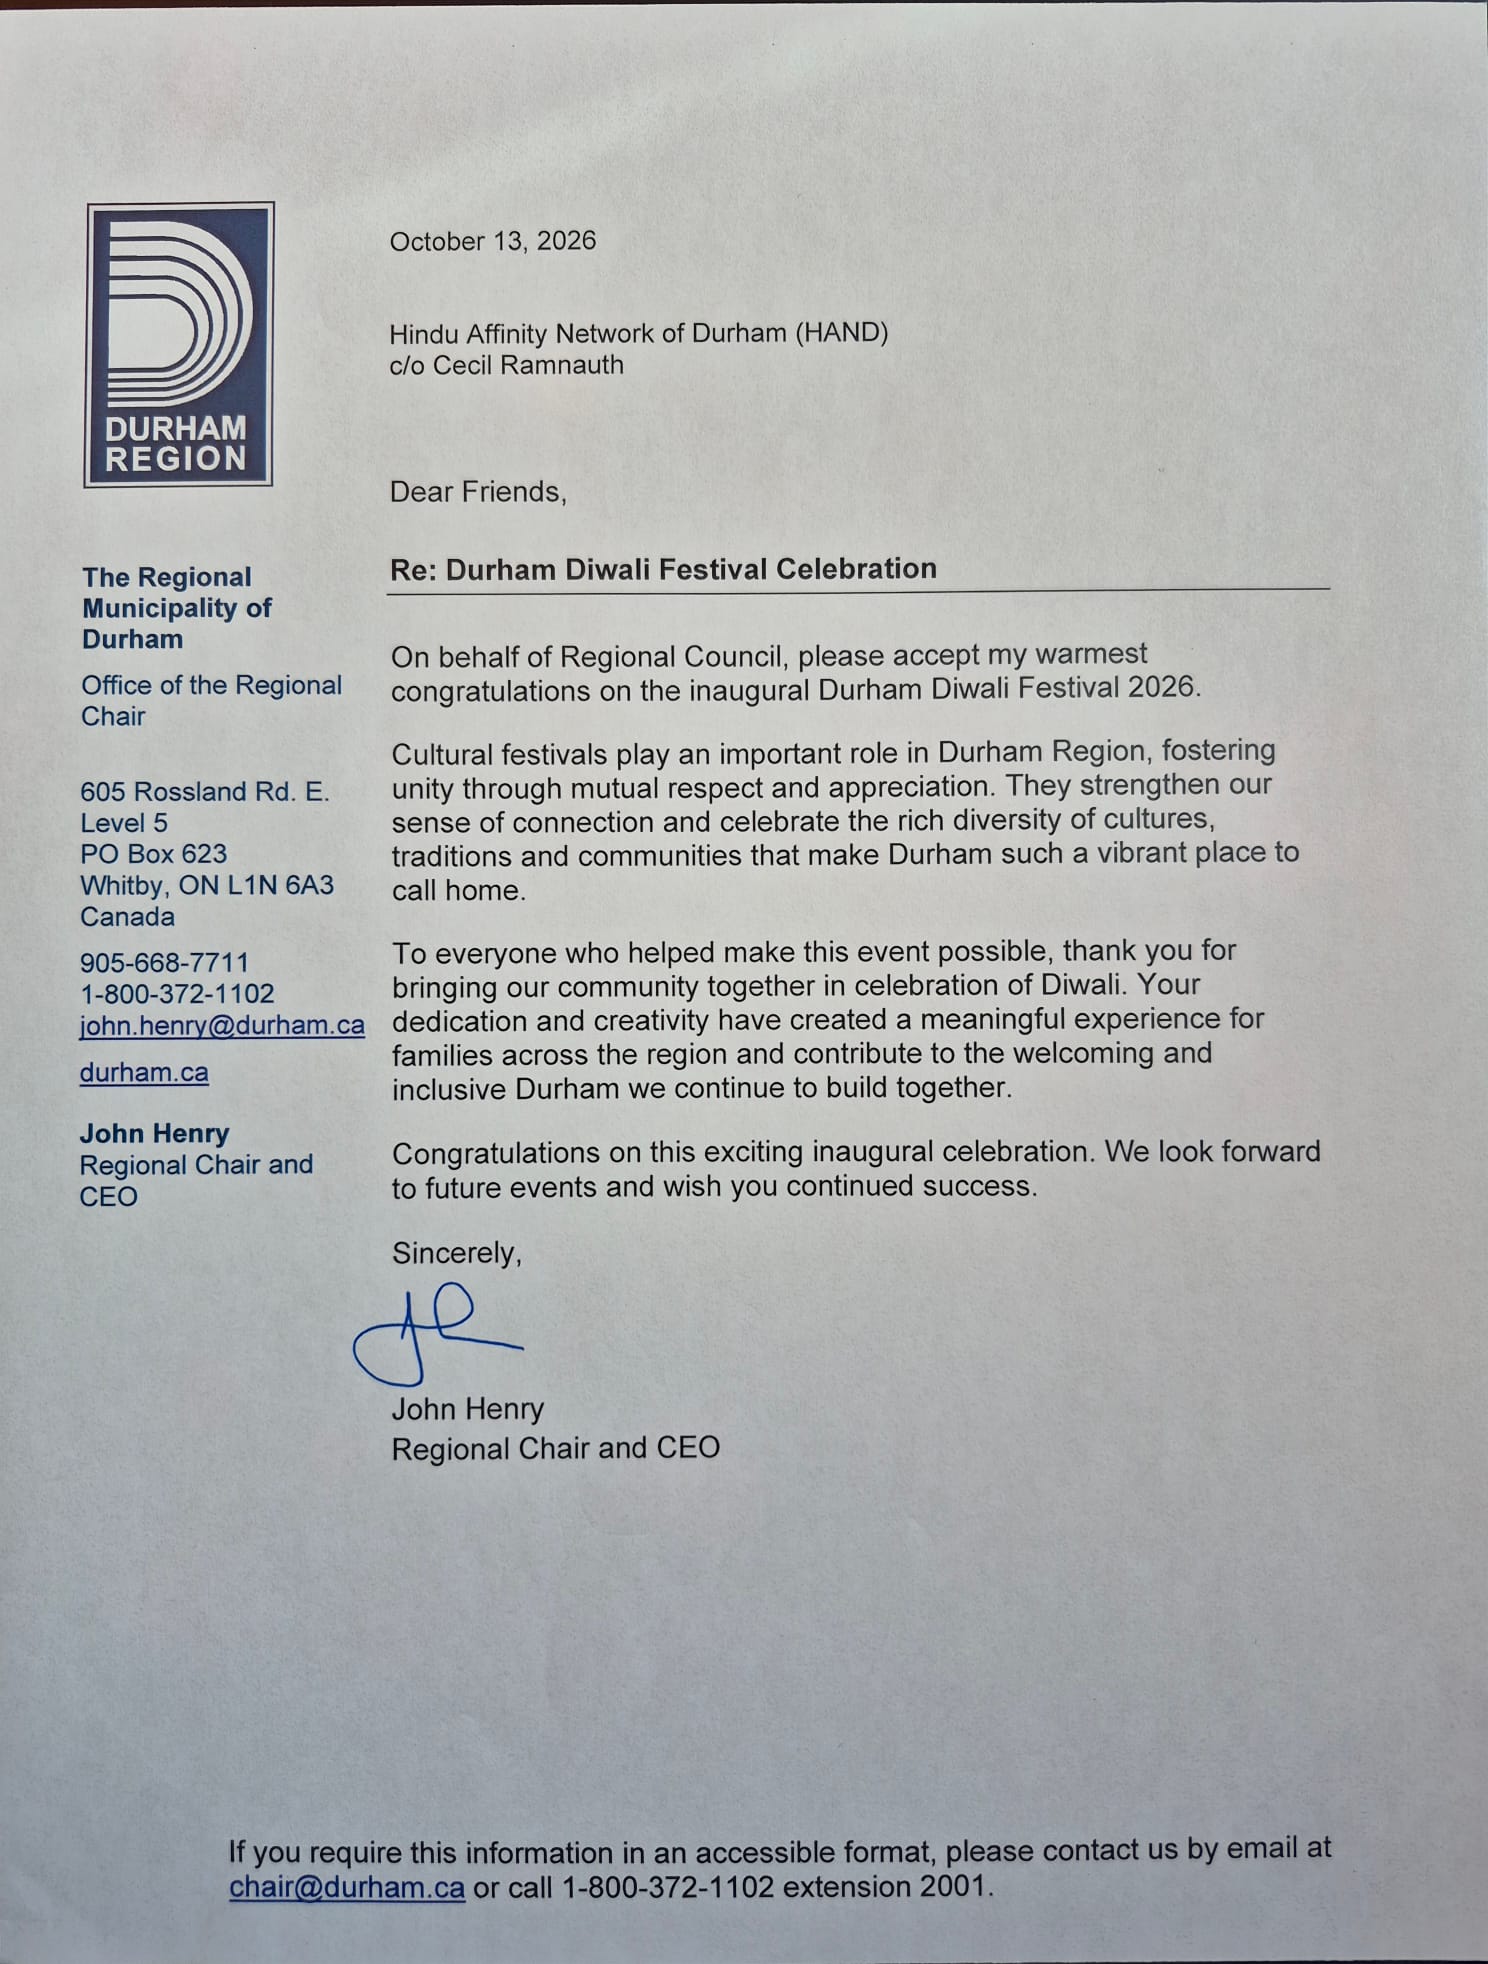 DURHAM
REGION
The Regional
Municipality of
Durham
Office of the Regional
Chair
605 Rossland Rd. E.
Level 5
PO Box 623
Whitby, ON L1N 6A3
Canada
905-668-7711
1-800-372-1102
john.henry@durham.ca
durham.ca
John Henry
Regional Chair and
CEO
October 13, 2026
Hindu Affinity Network of Durham (HAND)
c/o Cecil Ramnauth
Dear Friends,
Re: Durham Diwali Festival Celebration
On behalf of Regional Council, please accept my warmest
congratulations on the inaugural Durham Diwali Festival 2026.
Cultural festivals play an important role in Durham Region, fostering
unity through mutual respect and appreciation. They strengthen our
sense of connection and celebrate the rich diversity of cultures,
traditions and communities that make Durham such a vibrant place to
call home.
To everyone who helped make this event possible, thank you for
bringing our community together in celebration of Diwali. Your
dedication and creativity have created a meaningful experience for
families across the region and contribute to the welcoming and
inclusive Durham we continue to build together.
Congratulations on this exciting inaugural celebration. We look forward
to future events and wish you continued success.
Sincerely,
John Henry
Regional Chair and CEO
If you require this information in an accessible format, please contact us by email at
chair@durham.ca or call 1-800-372-1102 extension 2001.